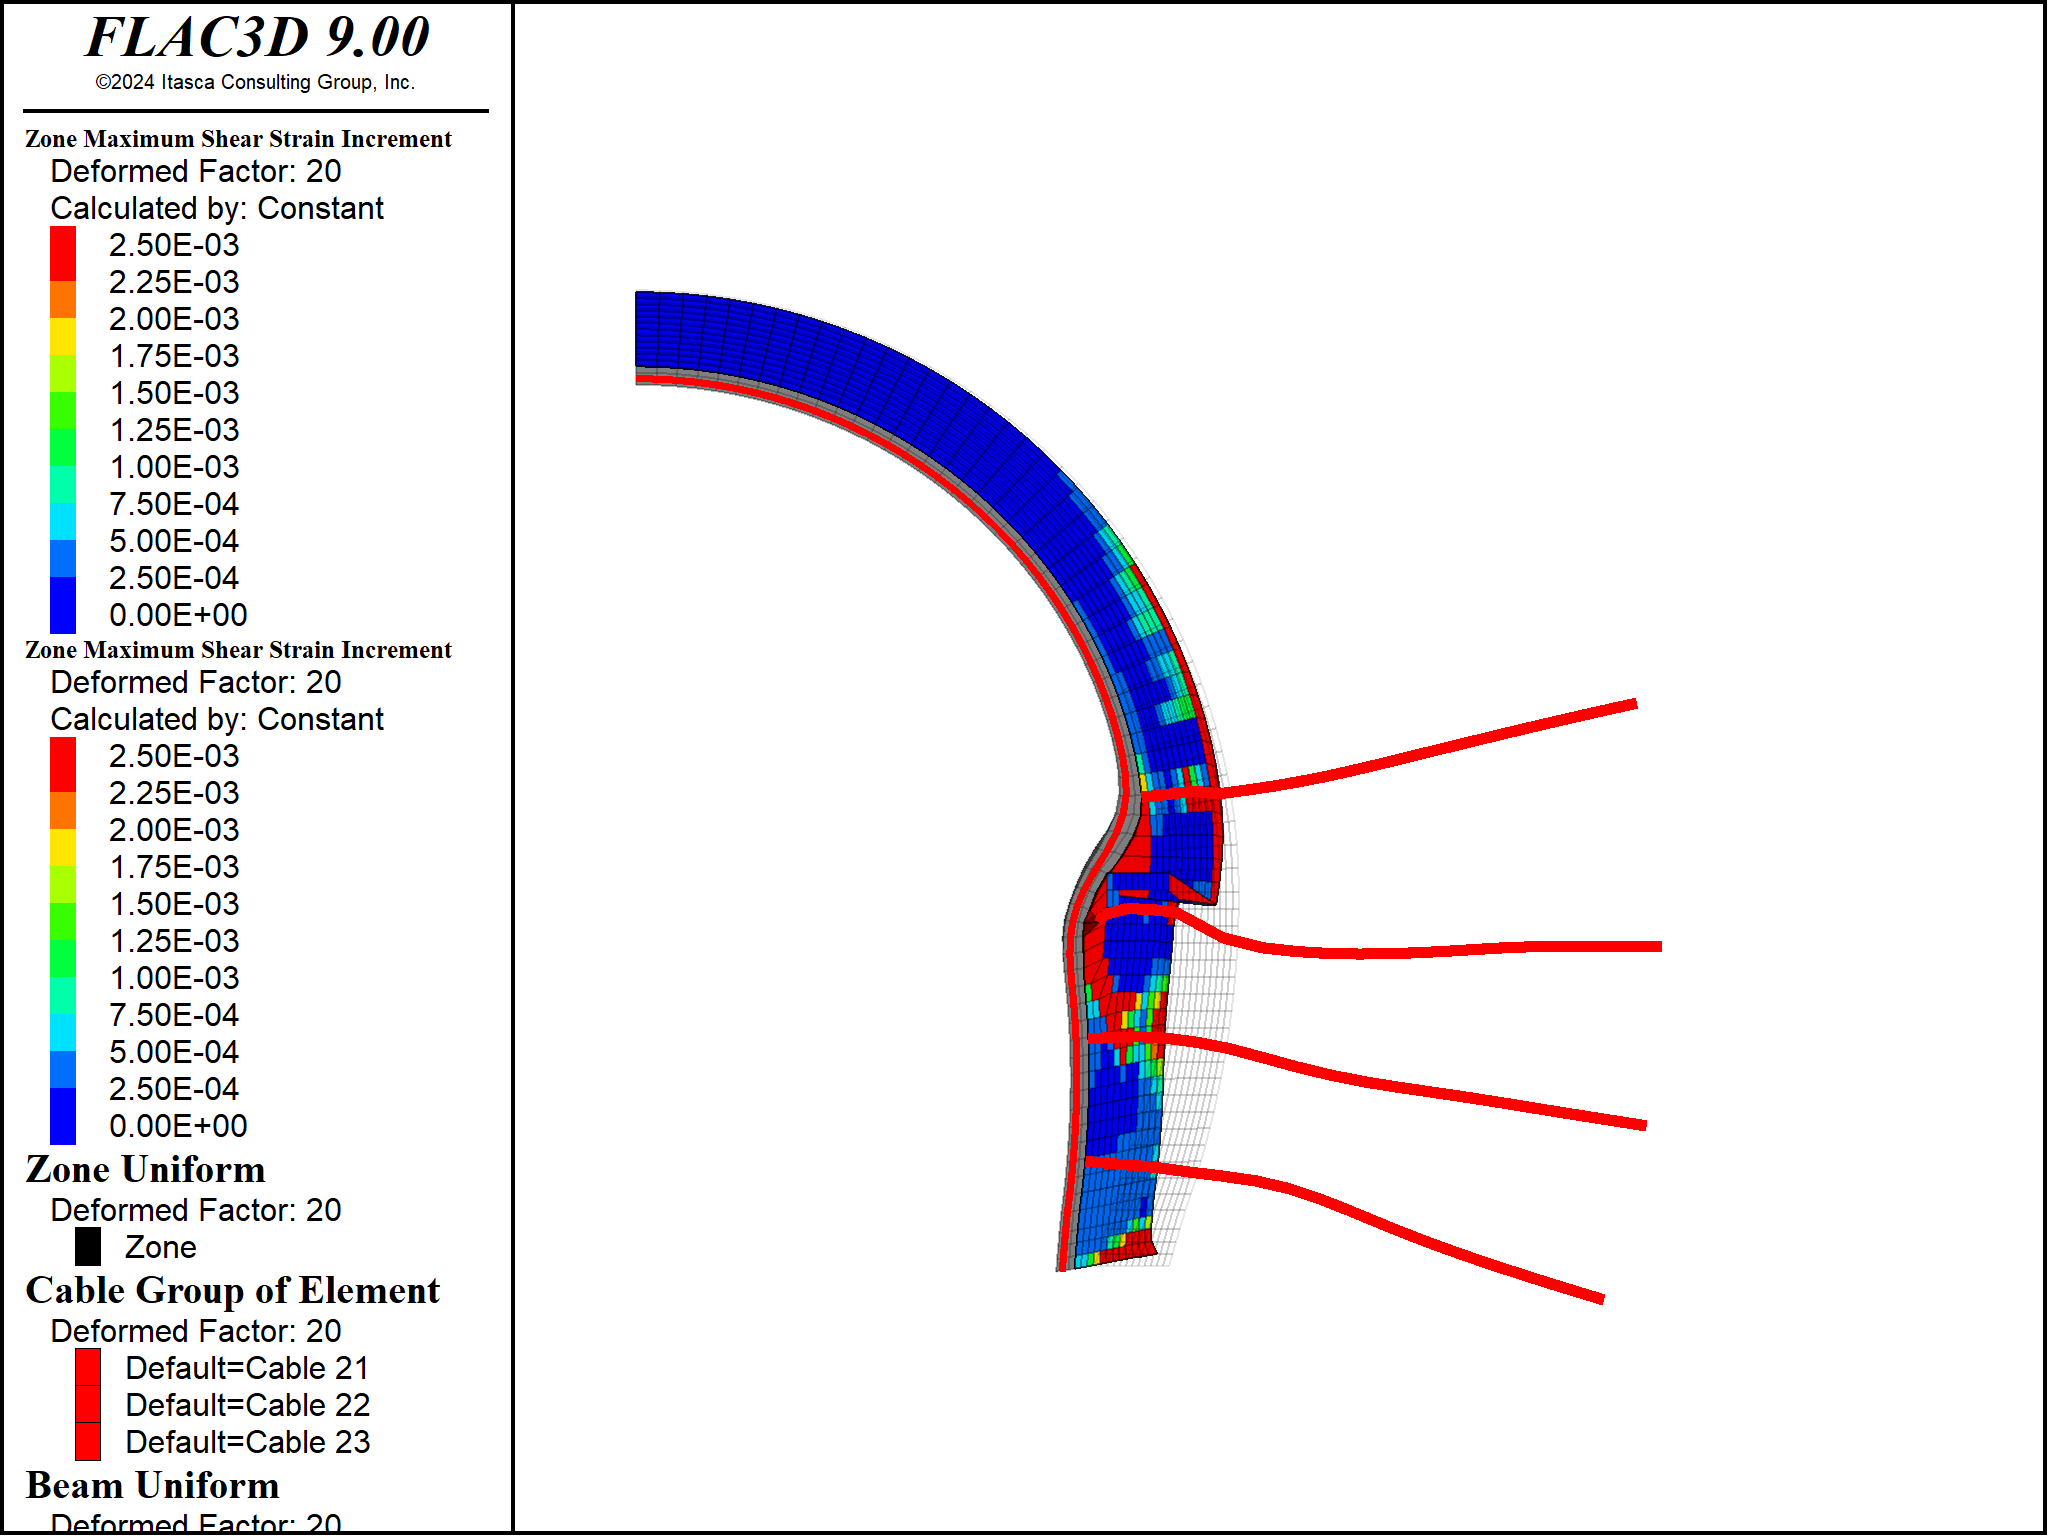 FLAC3D 9.00
©2024 Itasca Consulting Group, Inc.
Zone Maximum Shear Strain Increment
Deformed Factor: 20
Calculated by: Constant
2.50E-03
2.25E-03
2.00E-03
1.75E-03
1.50E-03
1.25E-03
1.00E-03
7.50E-04
5.00E-04
2.50E-04
0.00E+00
Zone Maximum Shear Strain Increment
Deformed Factor: 20
Calculated by: Constant
2.50E-03
2.25E-03
2.00E-03
1.75E-03
1.50E-03
1.25E-03
1.00E-03
7.50E-04
5.00E-04
2.50E-04
0.00E+00
Zone Uniform
Deformed Factor: 20
Zone
Cable Group of Element
Deformed Factor: 20
Default=Cable 21
Default=Cable 22
Default=Cable 23
Beam Uniform
Deformed Factor: 20